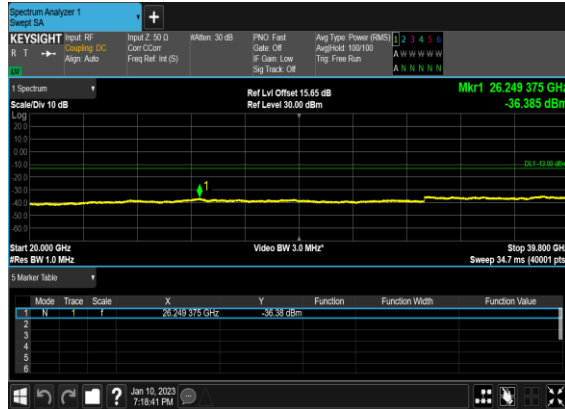 Spectrum Analyzer 1
Swept SA
+
KEYSIGHT Input: RF Input Z: 50 Ω #Atten: 30 dB PNO: Fast Avg Type: Power (RMS) 1 2 3 4 5 6
R T Coupling: DC Corr CCorr Gate: Off Avg|Hold: 100/100 A W W W W W
Align: Auto Freq Ref: Int (S) IF Gain: Low Trig: Free Run
Sig Track: Off A N N N N N
1 Spectrum Ref Lvl Offset 15.65 dB Mkr1 26.249 375 GHz
Scale/Div 10 dB Ref Level 30.00 dBm -36.385 dBm
Log
20.0
10.0
0.00
-10.0 DL1 -13.00 dBm
-20.0
-30.0 1
-40.0
-50.0
-60.0
Start 20.000 GHz Video BW 3.0 MHz* Stop 39.800 GHz
#Res BW 1.0 MHz Sweep 34.7 ms (40001 pts)
5 Marker Table
Mode Trace Scale X Y Function Function Width Function Value
1 N 1 f 26.249 375 GHz -36.38 dBm
2
3
4
5
6
? Jan 10, 2023
7:18:41 PM